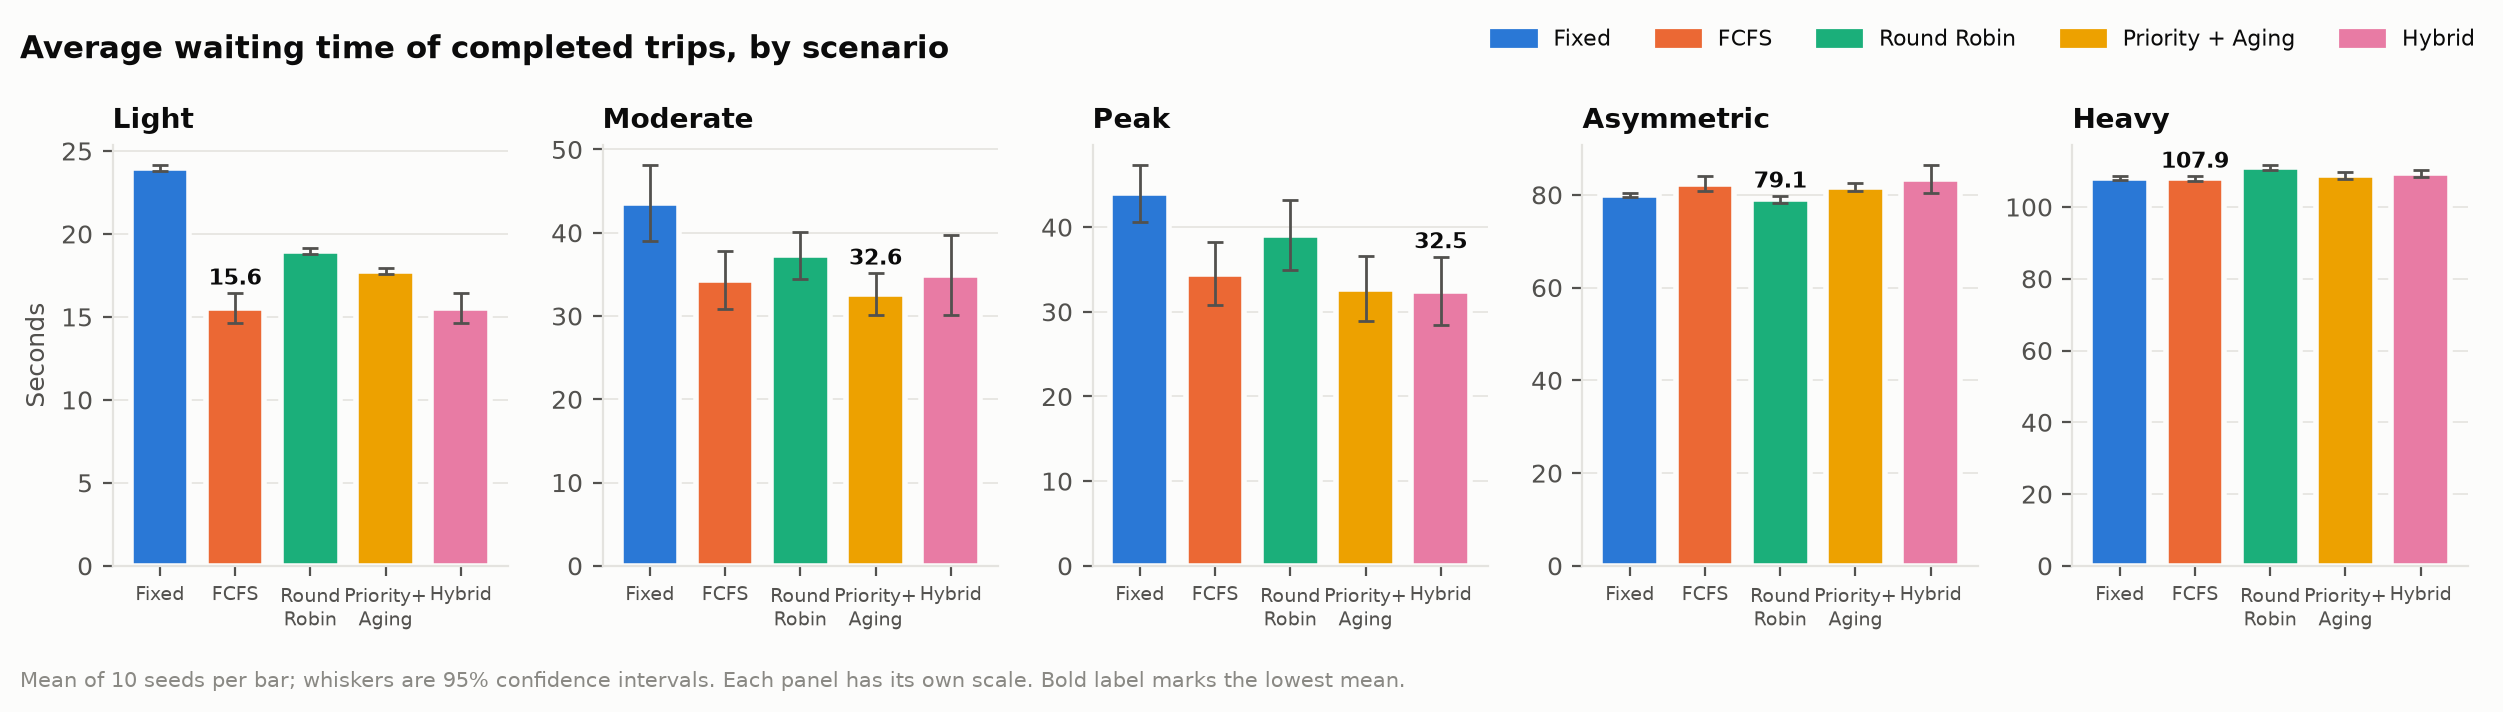 Average waiting time of completed trips, by scenario
Fixed FCFS Round Robin Priority + Aging Hybrid
Light
25
20
15
10
5
0
Seconds
15.6
Fixed FCFS Round Robin Priority+ Aging Hybrid
Moderate
50
40
30
20
10
0
32.6
Fixed FCFS Round Robin Priority+ Aging Hybrid
Peak
40
30
20
10
0
32.5
Fixed FCFS Round Robin Priority+ Aging Hybrid
Asymmetric
80
60
40
20
0
79.1
Fixed FCFS Round Robin Priority+ Aging Hybrid
Heavy
100
80
60
40
20
0
107.9
Fixed FCFS Round Robin Priority+ Aging Hybrid
Mean of 10 seeds per bar; whiskers are 95% confidence intervals. Each panel has its own scale. Bold label marks the lowest mean.